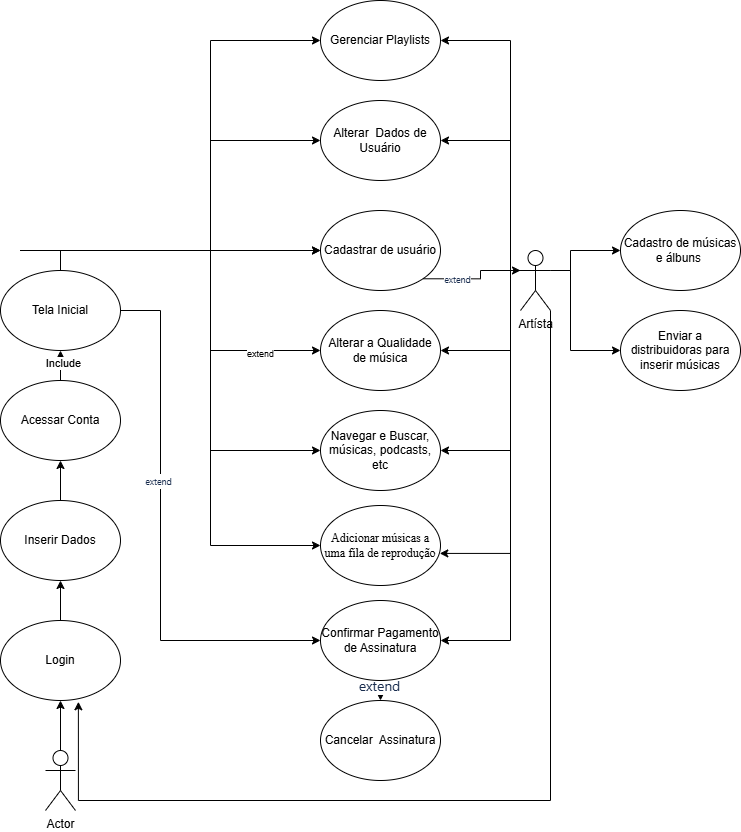 Gerenciar Playlists
Alterar Dados de
Usuário
Cadastrar de usuário
extend
Cadastro de músicas
e álbuns
Artísta
Tela Inicial
Include
Alterar a Qualidade
de música
extend
Enviar a
distribuidoras para
inserir músicas
Acessar Conta
Navegar e Buscar,
músicas, podcasts,
etc
extend
Inserir Dados
Adicionar músicas a
uma fila de reprodução
Confirmar Pagamento
de Assinatura
Login
extend
Cancelar Assinatura
Actor